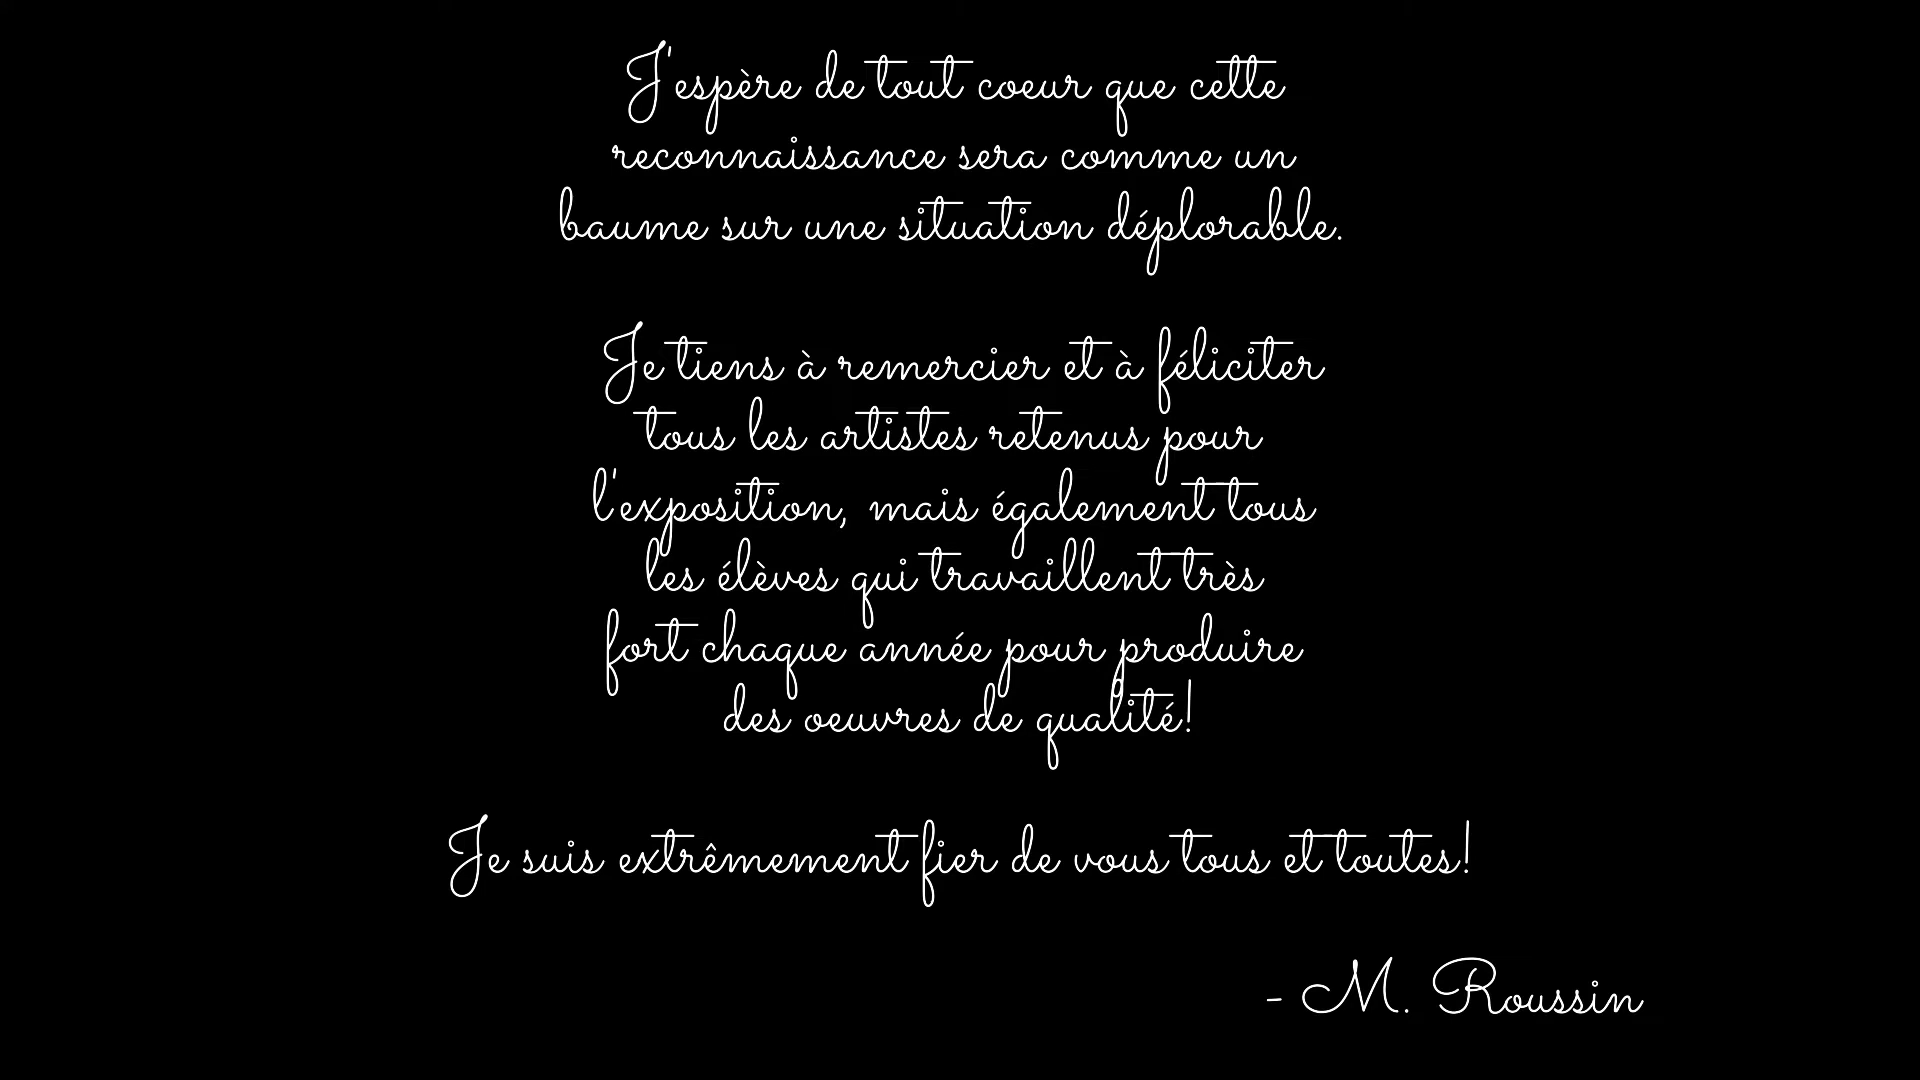 J'espère de tout coeur que cette
reconnaissance sera comme un
baume sur une situation déplorable.
Je tiens à remercier et à féliciter
tous les artistes retenus pour
l'exposition, mais également tous
les élèves qui travaillent très
fort chaque année pour produire
des oeuvres de qualité!
Je suis extrêmement fier de vous tous et toutes!
- M. Roussin